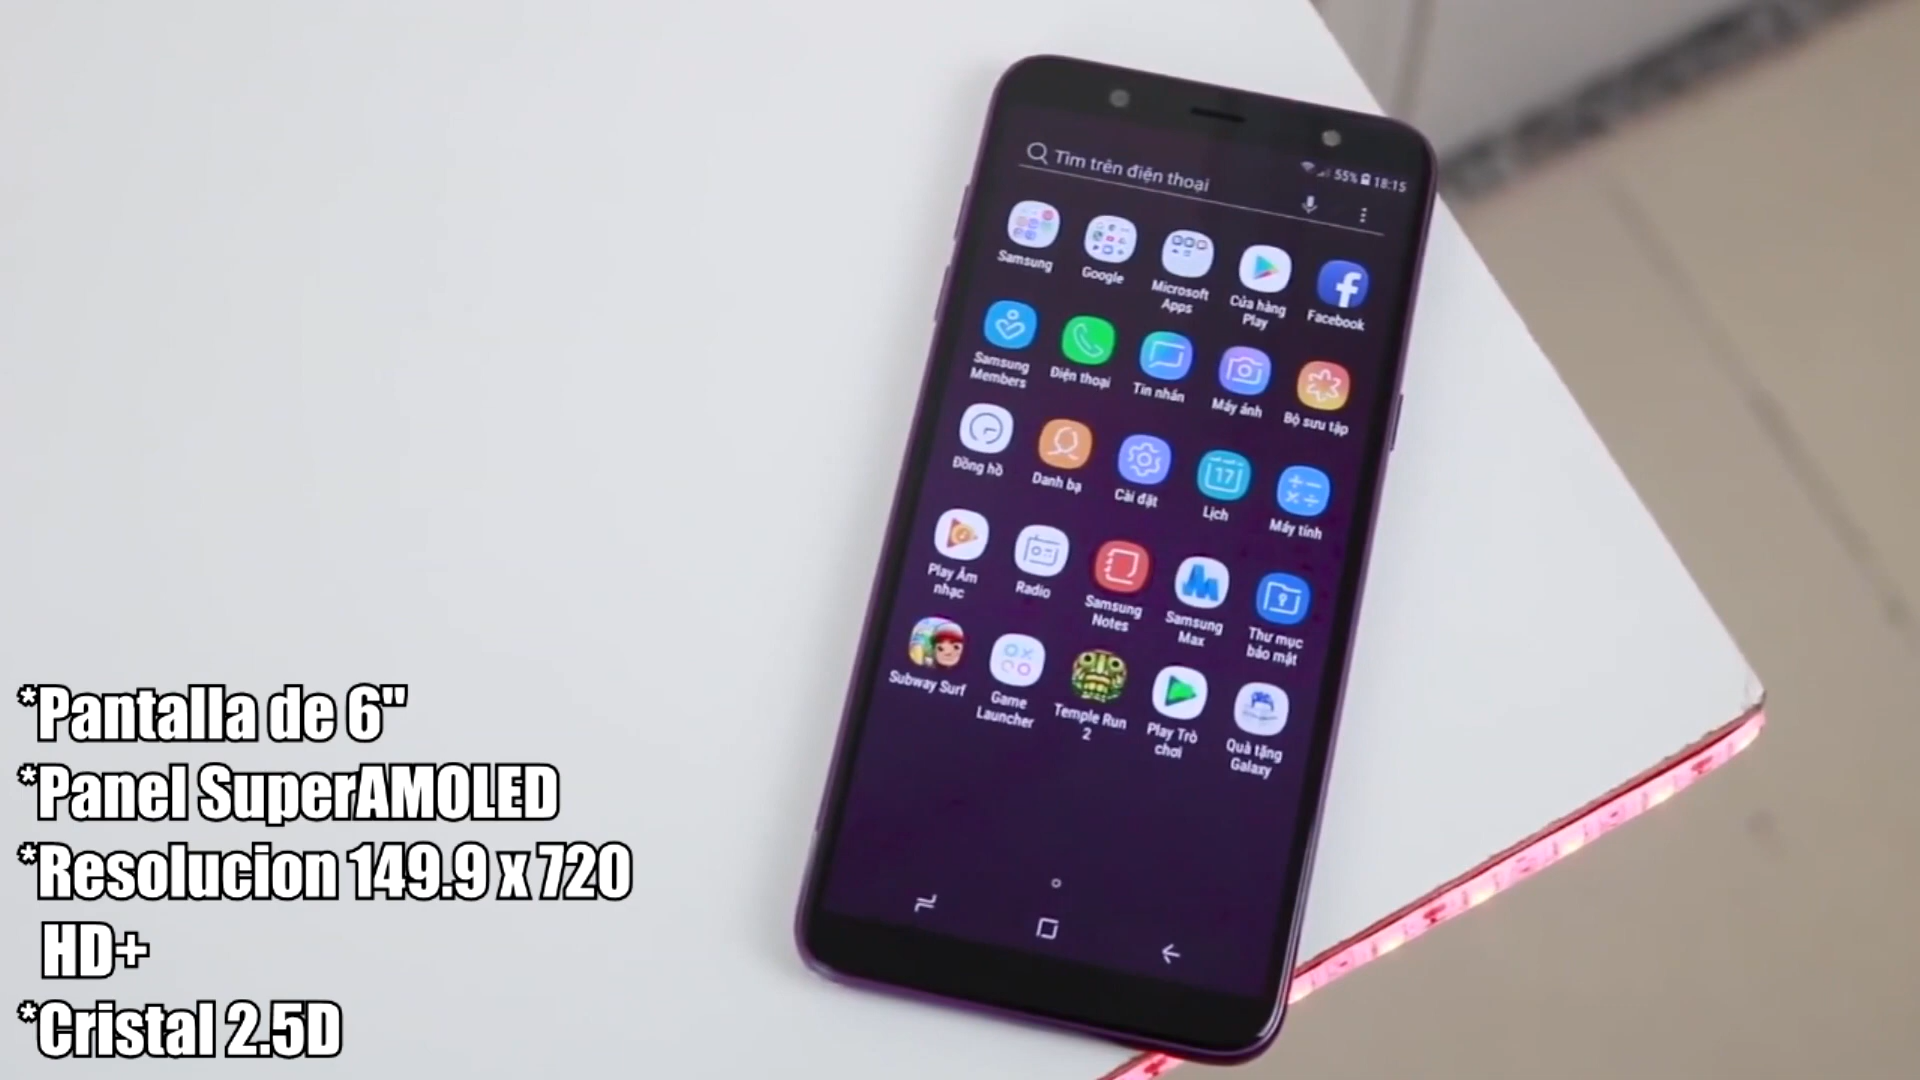 Tìm trên điện thoại
55% 18:15
Samsung
Google
Microsoft
Apps
Cửa hàng
Play
Facebook
Samsung
Members
Điện thoại
Tin nhắn
Máy ảnh
Bộ sưu tập
Đồng hồ
Danh bạ
Cài đặt
17
Lịch
Máy tính
Play Âm
nhạc
Radio
Samsung
Notes
Samsung
Max
Thư mục
bảo mật
Subway Surf
Game
Launcher
Temple Run
2
Play Trò
chơi
Quà tặng
Galaxy
*Pantalla de 6"
*Panel SuperAMOLED
*Resolucion 149.9 x 720
HD+
*Cristal 2.5D